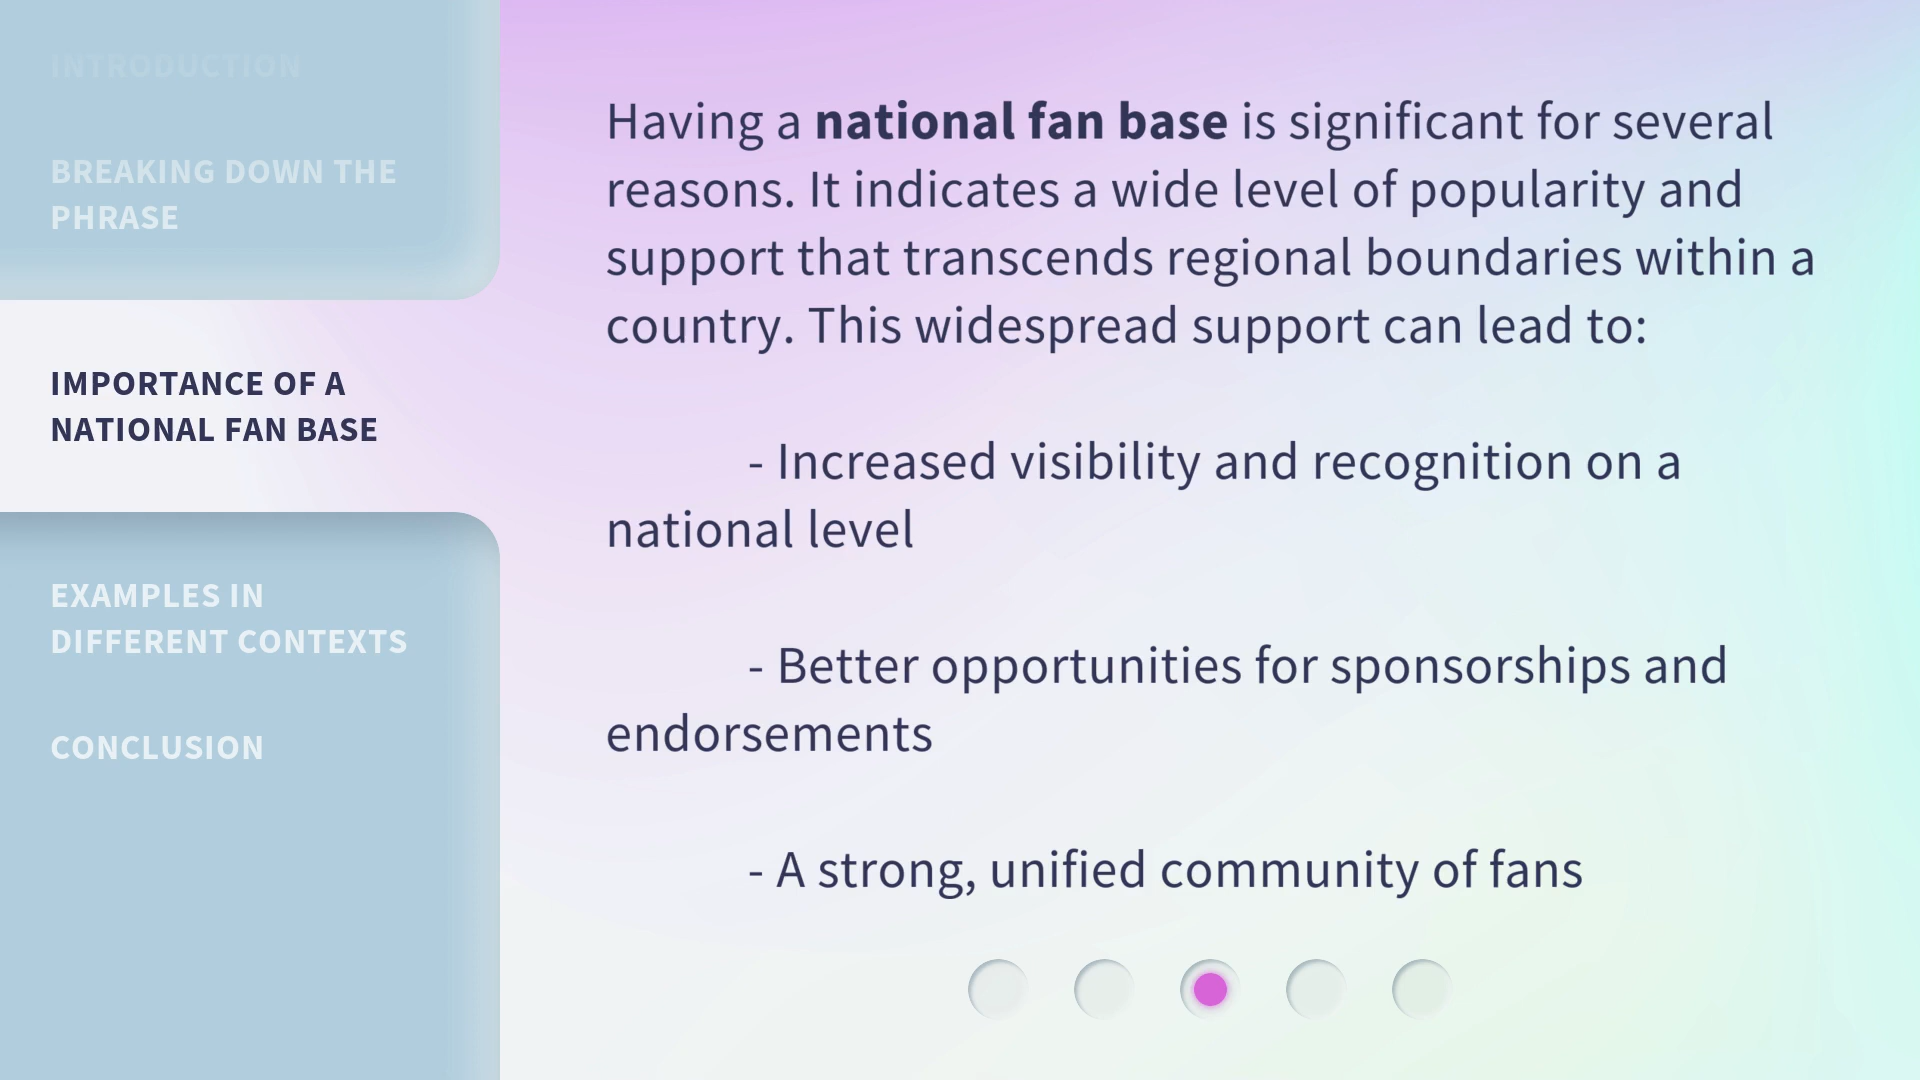 INTRODUCTION
BREAKING DOWN THE
PHRASE
IMPORTANCE OF A
NATIONAL FAN BASE
EXAMPLES IN
DIFFERENT CONTEXTS
CONCLUSION
Having a national fan base is significant for several
reasons. It indicates a wide level of popularity and
support that transcends regional boundaries within a
country. This widespread support can lead to:
- Increased visibility and recognition on a
national level
- Better opportunities for sponsorships and
endorsements
- A strong, unified community of fans